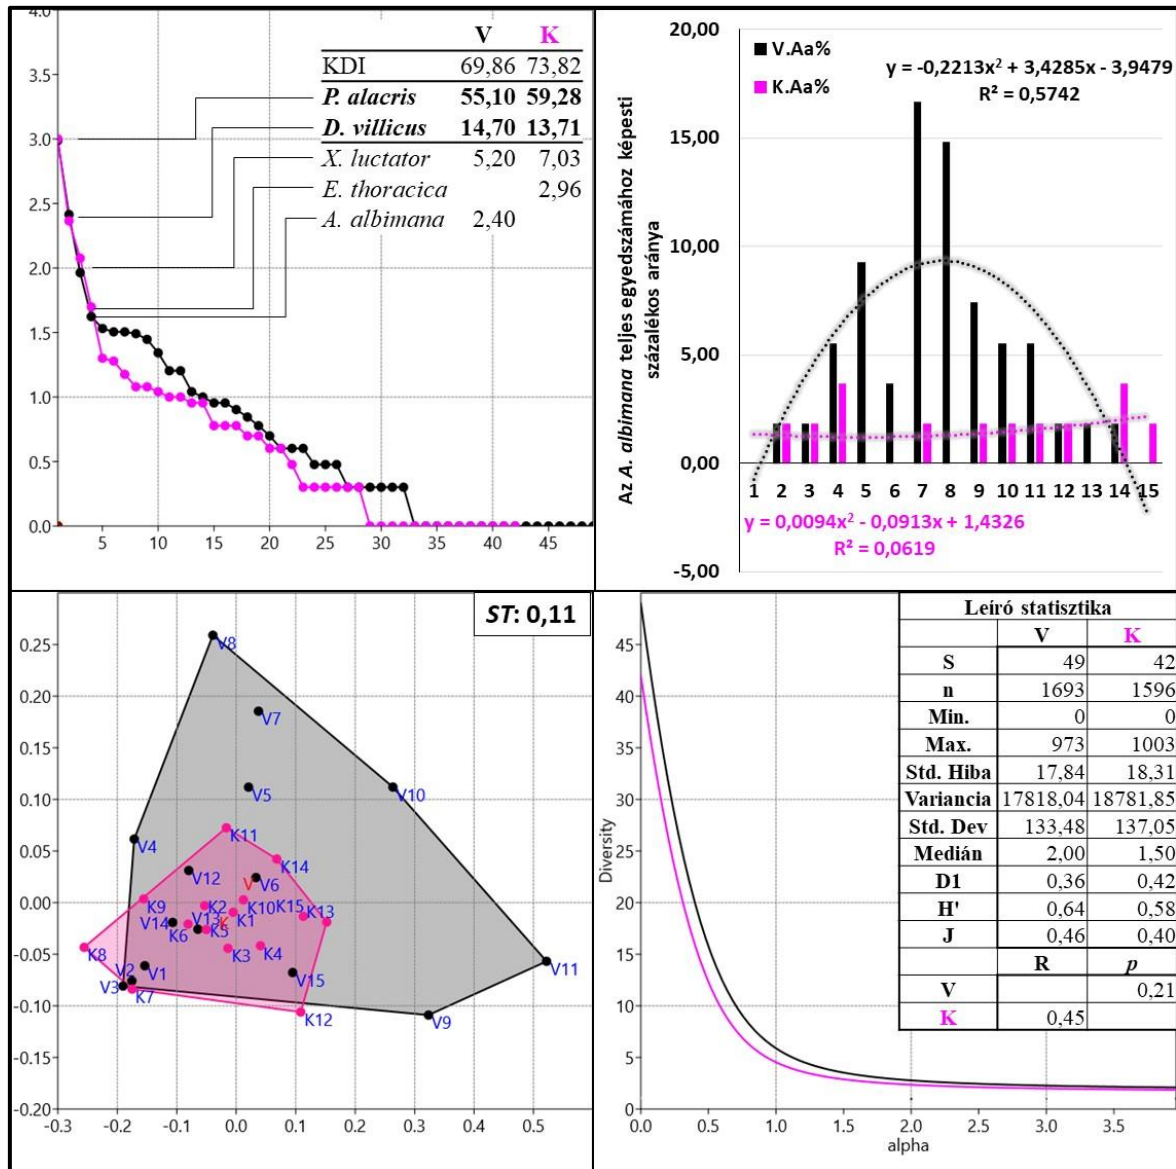 V K
KDI 69,86 73,82
P. alacris 55,10 59,28
D. villicus 14,70 13,71
X. luctator 5,20 7,03
E. thoracica 2,96
A. albimana 2,40
4.0
3.5
3.0
2.5
2.0
1.5
1.0
0.5
0.0
5 10 15 20 25 30 35 40 45
20,00
15,00
10,00
5,00
0,00
-5,00
Az A. albimana teljes egyedszámához képesti
százalékos aránya
V.Aa%
K.Aa%
y = -0,2213x² + 3,4285x - 3,9479
R² = 0,5742
1 2 3 4 5 6 7 8 9 10 11 12 13 14 15
y = 0,0094x² - 0,0913x + 1,4326
R² = 0,0619
ST: 0,11
0.25
0.20
0.15
0.10
0.05
0.00
-0.05
-0.10
-0.15
-0.20
-0.3 -0.2 -0.1 0.0 0.1 0.2 0.3 0.4 0.5
V8
V7
V5
V10
V4
K11
K14
V12
V V6
K9 K2 K10 K15 K13
V14 V13 K K1
K6 K5
K8 K3 K4
V2 V1 V15 V11
V3 K7
K12 V9
Diversity
45
40
35
30
25
20
15
10
5
0
0.0 0.5 1.0 1.5 2.0 2.5 3.0 3.5
alpha
Leíró statisztika
V K
S 49 42
n 1693 1596
Min. 0 0
Max. 973 1003
Std. Hiba 17,84 18,31
Variancia 17818,04 18781,85
Std. Dev 133,48 137,05
Medián 2,00 1,50
D1 0,36 0,42
H' 0,64 0,58
J 0,46 0,40
R p
V 0,21
K 0,45